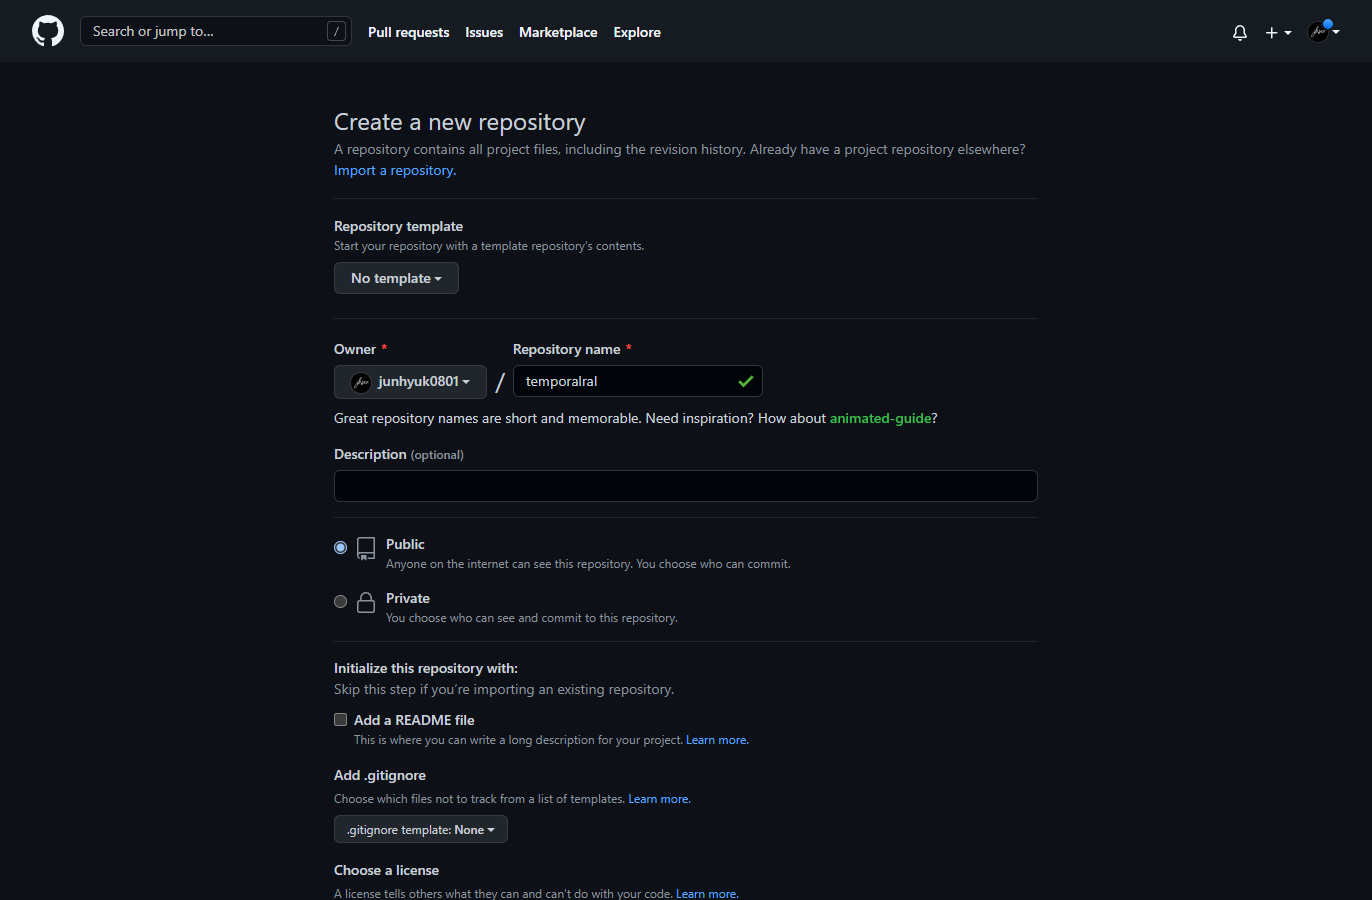 Search or jump to... /
Pull requests Issues Marketplace Explore
Create a new repository
A repository contains all project files, including the revision history. Already have a project repository elsewhere?
Import a repository.
Repository template
Start your repository with a template repository's contents.
No template
Owner * Repository name *
junhyuk0801 / temporalral
Great repository names are short and memorable. Need inspiration? How about animated-guide?
Description (optional)
Public
Anyone on the internet can see this repository. You choose who can commit.
Private
You choose who can see and commit to this repository.
Initialize this repository with:
Skip this step if you’re importing an existing repository.
Add a README file
This is where you can write a long description for your project. Learn more.
Add .gitignore
Choose which files not to track from a list of templates. Learn more.
.gitignore template: None
Choose a license
A license tells others what they can and can't do with your code. Learn more.